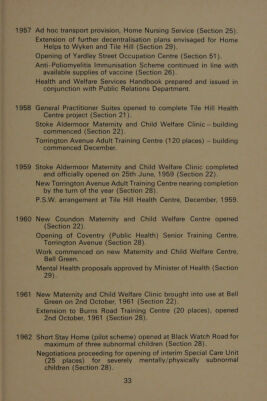 1957 Ad hoc transport provision, Home Nursing Service (Section 25).
Extension of further decentralisation plans envisaged for Home
Helps to Wyken and Tile Hill (Section 29).
Opening of Yardley Street Occupation Centre (Section 51).
Anti-Poliomyelitis Immunisation Scheme continued in line with
available supplies of vaccine (Section 26).
Health and Welfare Services Handbook prepared and issued in
conjunction with Public Relations Department.
1958 General Practitioner Suites opened to complete Tile Hill Health
Centre project (Section 21).
Stoke Aldermoor Maternity and Child Welfare Clinic – building
commenced (Section 22).
Torrington Avenue Adult Training Centre (120 places) – building
commenced December.
1959 Stoke Aldermoor Maternity and Child Welfare Clinic completed
and officially opened on 25th June, 1959 (Section 22).
New Torrington Avenue Adult Training Centre nearing completion
by the turn of the year (Section 28).
P.S.W. arrangement at Tile Hill Health Centre, December, 1959.
1960 New Coundon Maternity and Child Welfare Centre opened
(Section 22).
Opening of Coventry (Public Health) Senior Training Centre,
Torrington Avenue (Section 28).
Work commenced on new Maternity and Child Welfare Centre,
Bell Green.
Mental Health proposals approved by Minister of Health (Section
29).
1961 New Maternity and Child Welfare Clinic brought into use at Bell
Green on 2nd October, 1961 (Section 22).
Extension to Burns Road Training Centre (20 places), opened
2nd October, 1961 (Section 28).
1962 Short Stay Home (pilot scheme) opened at Black Watch Road for
maximum of three subnormal children (Section 28).
Negotiations proceeding for opening of interim Special Care Unit
(25 places) for severely mentally/physically subnormal
children (Section 28).
33